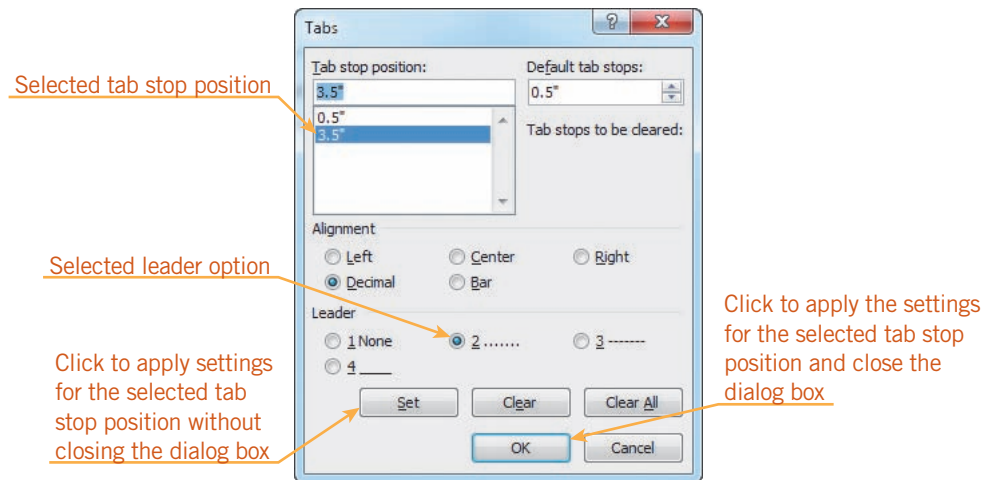 Tabs
Tab stop position:
Default tab stops:
3.5"
0.5"
0.5"
3.5"
Tab stops to be cleared:
Selected tab stop position
Alignment
Left
Center
Right
Decimal
Bar
Selected leader option
Leader
1 None
2 .......
3 -------
4 ___
Set
Clear
Clear All
OK
Cancel
Click to apply settings
for the selected tab
stop position without
closing the dialog box
Click to apply the settings
for the selected tab stop
position and close the
dialog box